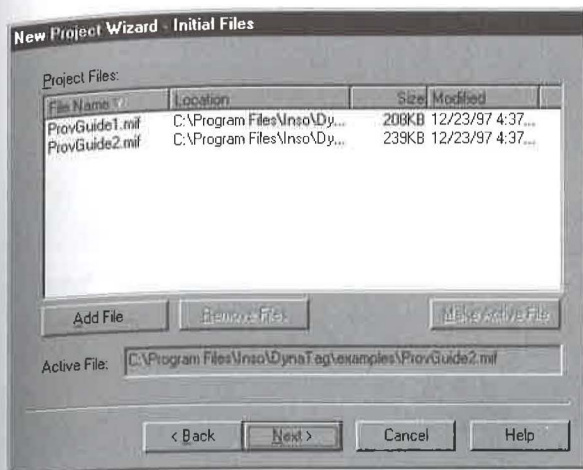 New Project Wizard - Initial Files
Project Files:
File Name Location Size Modified
ProvGuide1.mif C:\Program Files\Inso\Dy... 208KB 12/23/97 4:37...
ProvGuide2.mif C:\Program Files\Inso\Dy... 239KB 12/23/97 4:37...
Add File Remove Files Make Active File
Active File: C:\Program Files\Inso\DynaTag\examples\ProvGuide2.mif
< Back Next > Cancel Help